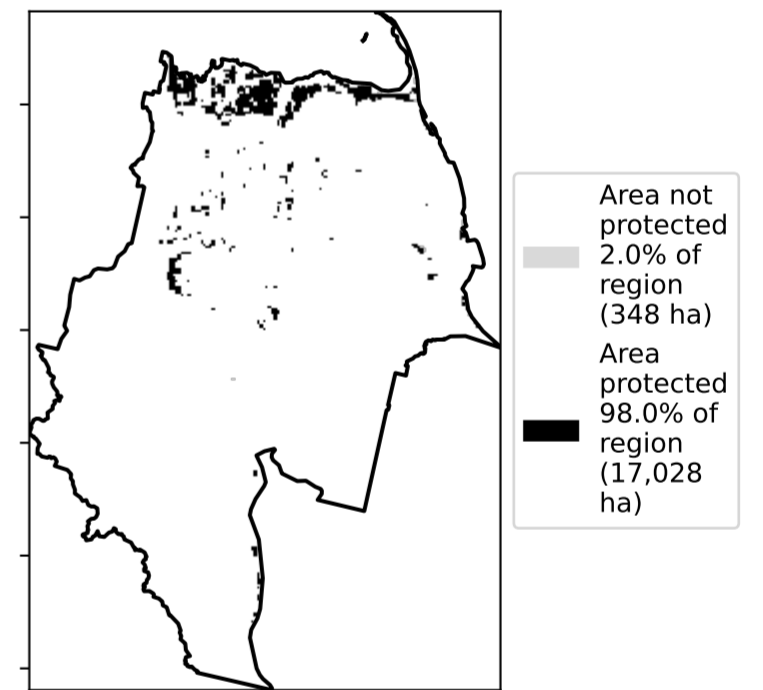 Area not
protected
2.0% of
region
(348 ha)
Area
protected
98.0% of
region
(17,028
ha)